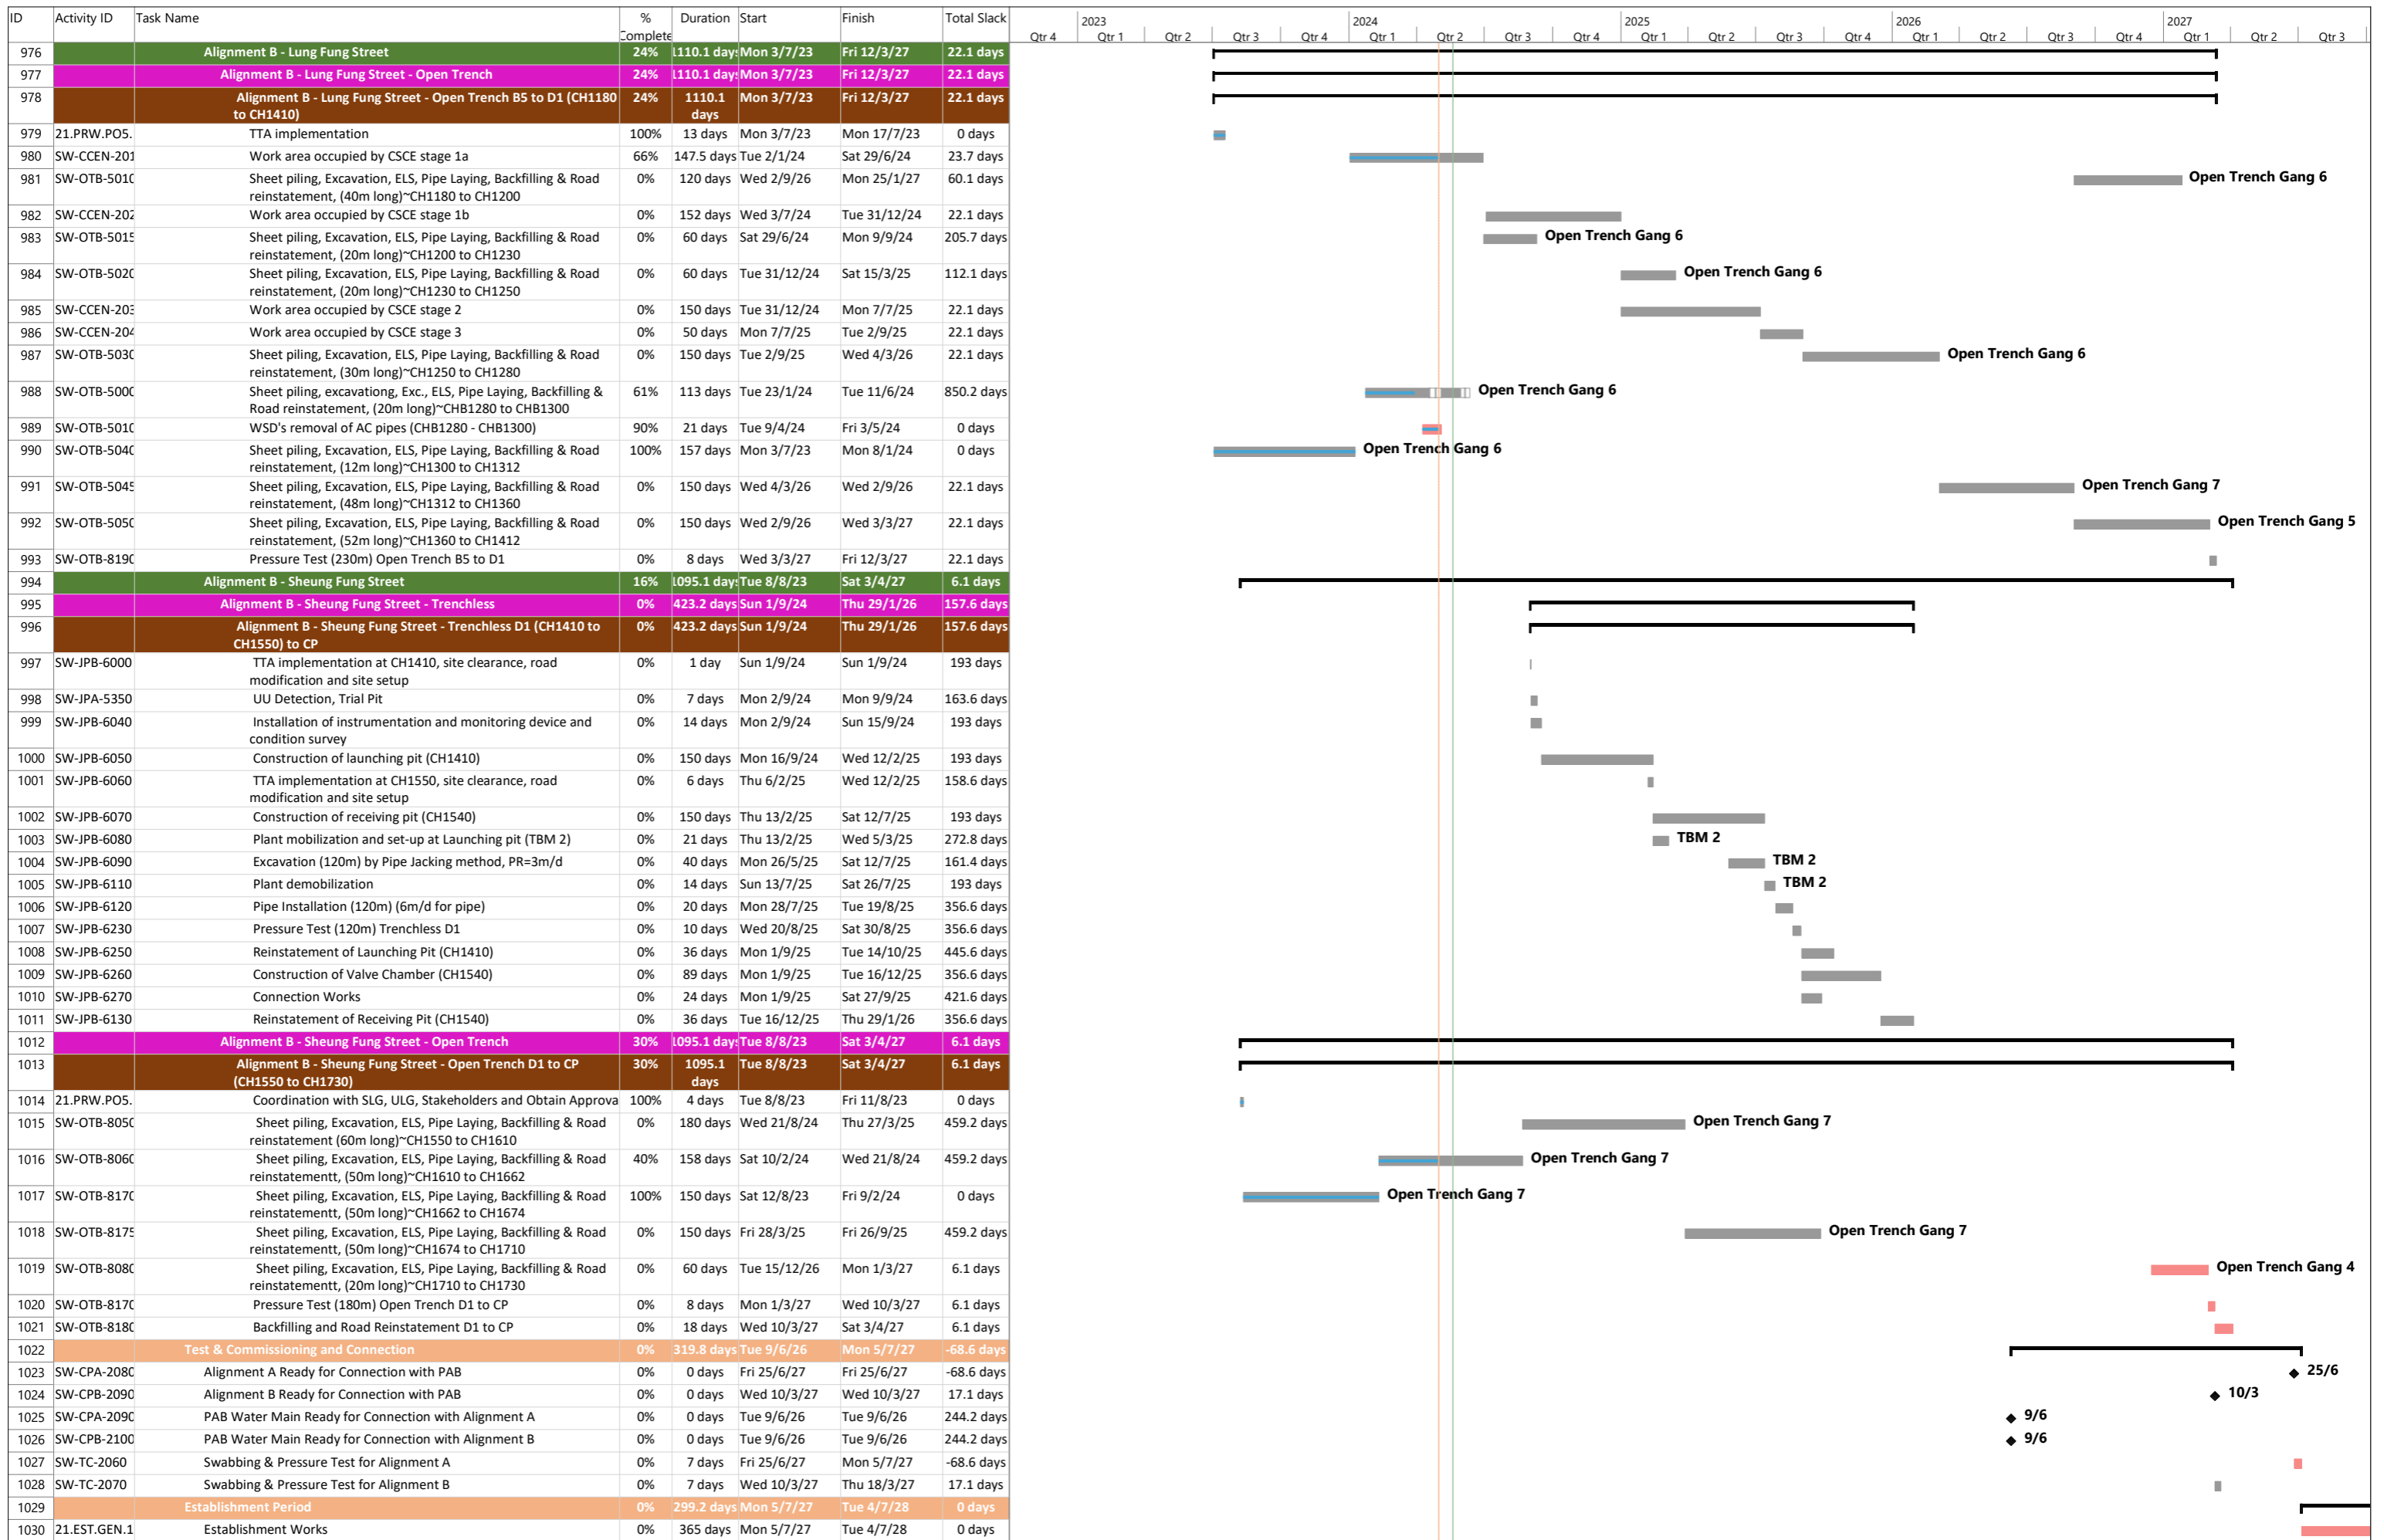 ID Activity ID Task Name % Complete Duration Start Finish Total Slack
2023 2024 2025 2026 2027
Qtr 4 Qtr 1 Qtr 2 Qtr 3 Qtr 4 Qtr 1 Qtr 2 Qtr 3 Qtr 4 Qtr 1 Qtr 2 Qtr 3 Qtr 4 Qtr 1 Qtr 2 Qtr 3 Qtr 4 Qtr 1 Qtr 2 Qtr 3
976 Alignment B - Lung Fung Street 24% 1110.1 days Mon 3/7/23 Fri 12/3/27 22.1 days
977 Alignment B - Lung Fung Street - Open Trench 24% 1110.1 days Mon 3/7/23 Fri 12/3/27 22.1 days
978 Alignment B - Lung Fung Street - Open Trench B5 to D1 (CH1180 24% 1110.1 Mon 3/7/23 Fri 12/3/27 22.1 days
to CH1410) days
979 21.PRW.PO5. TTA implementation 100% 13 days Mon 3/7/23 Mon 17/7/23 0 days
980 SW-CCEN-201 Work area occupied by CSCE stage 1a 66% 147.5 days Tue 2/1/24 Sat 29/6/24 23.7 days
981 SW-OTB-5010 Sheet piling, Excavation, ELS, Pipe Laying, Backfilling & Road 0% 120 days Wed 2/9/26 Mon 25/1/27 60.1 days Open Trench Gang 6
reinstatement, (40m long)~CH1180 to CH1200
982 SW-CCEN-202 Work area occupied by CSCE stage 1b 0% 152 days Wed 3/7/24 Tue 31/12/24 22.1 days
983 SW-OTB-5015 Sheet piling, Excavation, ELS, Pipe Laying, Backfilling & Road 0% 60 days Sat 29/6/24 Mon 9/9/24 205.7 days Open Trench Gang 6
reinstatement, (20m long)~CH1200 to CH1230
984 SW-OTB-5020 Sheet piling, Excavation, ELS, Pipe Laying, Backfilling & Road 0% 60 days Tue 31/12/24 Sat 15/3/25 112.1 days Open Trench Gang 6
reinstatement, (20m long)~CH1230 to CH1250
985 SW-CCEN-203 Work area occupied by CSCE stage 2 0% 150 days Tue 31/12/24 Mon 7/7/25 22.1 days
986 SW-CCEN-204 Work area occupied by CSCE stage 3 0% 50 days Mon 7/7/25 Tue 2/9/25 22.1 days
987 SW-OTB-5030 Sheet piling, Excavation, ELS, Pipe Laying, Backfilling & Road 0% 150 days Tue 2/9/25 Wed 4/3/26 22.1 days Open Trench Gang 6
reinstatement, (30m long)~CH1250 to CH1280
988 SW-OTB-5000 Sheet piling, excavationg, Exc., ELS, Pipe Laying, Backfilling & 61% 113 days Tue 23/1/24 Tue 11/6/24 850.2 days Open Trench Gang 6
Road reinstatement, (20m long)~CHB1280 to CHB1300
989 SW-OTB-5010 WSD's removal of AC pipes (CHB1280 - CHB1300) 90% 21 days Tue 9/4/24 Fri 3/5/24 0 days
990 SW-OTB-5040 Sheet piling, Excavation, ELS, Pipe Laying, Backfilling & Road 100% 157 days Mon 3/7/23 Mon 8/1/24 0 days Open Trench Gang 6
reinstatement, (12m long)~CH1300 to CH1312
991 SW-OTB-5045 Sheet piling, Excavation, ELS, Pipe Laying, Backfilling & Road 0% 150 days Wed 4/3/26 Wed 2/9/26 22.1 days Open Trench Gang 7
reinstatement, (48m long)~CH1312 to CH1360
992 SW-OTB-5050 Sheet piling, Excavation, ELS, Pipe Laying, Backfilling & Road 0% 150 days Wed 2/9/26 Wed 3/3/27 22.1 days Open Trench Gang 5
reinstatement, (52m long)~CH1360 to CH1412
993 SW-OTB-8190 Pressure Test (230m) Open Trench B5 to D1 0% 8 days Wed 3/3/27 Fri 12/3/27 22.1 days
994 Alignment B - Sheung Fung Street 16% 1095.1 days Tue 8/8/23 Sat 3/4/27 6.1 days
995 Alignment B - Sheung Fung Street - Trenchless 0% 423.2 days Sun 1/9/24 Thu 29/1/26 157.6 days
996 Alignment B - Sheung Fung Street - Trenchless D1 (CH1410 to 0% 423.2 days Sun 1/9/24 Thu 29/1/26 157.6 days
CH1550) to CP
997 SW-JPB-6000 TTA implementation at CH1410, site clearance, road 0% 1 day Sun 1/9/24 Sun 1/9/24 193 days
modification and site setup
998 SW-JPA-5350 UU Detection, Trial Pit 0% 7 days Mon 2/9/24 Mon 9/9/24 163.6 days
999 SW-JPB-6040 Installation of instrumentation and monitoring device and 0% 14 days Mon 2/9/24 Sun 15/9/24 193 days
condition survey
1000 SW-JPB-6050 Construction of launching pit (CH1410) 0% 150 days Mon 16/9/24 Wed 12/2/25 193 days
1001 SW-JPB-6060 TTA implementation at CH1550, site clearance, road 0% 6 days Thu 6/2/25 Wed 12/2/25 158.6 days
modification and site setup
1002 SW-JPB-6070 Construction of receiving pit (CH1540) 0% 150 days Thu 13/2/25 Sat 12/7/25 193 days
1003 SW-JPB-6080 Plant mobilization and set-up at Launching pit (TBM 2) 0% 21 days Thu 13/2/25 Wed 5/3/25 272.8 days TBM 2
1004 SW-JPB-6090 Excavation (120m) by Pipe Jacking method, PR=3m/d 0% 40 days Mon 26/5/25 Sat 12/7/25 161.4 days TBM 2
1005 SW-JPB-6110 Plant demobilization 0% 14 days Sun 13/7/25 Sat 26/7/25 193 days TBM 2
1006 SW-JPB-6120 Pipe Installation (120m) (6m/d for pipe) 0% 20 days Mon 28/7/25 Tue 19/8/25 356.6 days
1007 SW-JPB-6230 Pressure Test (120m) Trenchless D1 0% 10 days Wed 20/8/25 Sat 30/8/25 356.6 days
1008 SW-JPB-6250 Reinstatement of Launching Pit (CH1410) 0% 36 days Mon 1/9/25 Tue 14/10/25 445.6 days
1009 SW-JPB-6260 Construction of Valve Chamber (CH1540) 0% 89 days Mon 1/9/25 Tue 16/12/25 356.6 days
1010 SW-JPB-6270 Connection Works 0% 24 days Mon 1/9/25 Sat 27/9/25 421.6 days
1011 SW-JPB-6130 Reinstatement of Receiving Pit (CH1540) 0% 36 days Tue 16/12/25 Thu 29/1/26 356.6 days
1012 Alignment B - Sheung Fung Street - Open Trench 30% 1095.1 days Tue 8/8/23 Sat 3/4/27 6.1 days
1013 Alignment B - Sheung Fung Street - Open Trench D1 to CP 30% 1095.1 Tue 8/8/23 Sat 3/4/27 6.1 days
(CH1550 to CH1730) days
1014 21.PRW.PO5. Coordination with SLG, ULG, Stakeholders and Obtain Approva 100% 4 days Tue 8/8/23 Fri 11/8/23 0 days
1015 SW-OTB-8050 Sheet piling, Excavation, ELS, Pipe Laying, Backfilling & Road 0% 180 days Wed 21/8/24 Thu 27/3/25 459.2 days Open Trench Gang 7
reinstatement (60m long)~CH1550 to CH1610
1016 SW-OTB-8060 Sheet piling, Excavation, ELS, Pipe Laying, Backfilling & Road 40% 158 days Sat 10/2/24 Wed 21/8/24 459.2 days Open Trench Gang 7
reinstatementt, (50m long)~CH1610 to CH1662
1017 SW-OTB-8170 Sheet piling, Excavation, ELS, Pipe Laying, Backfilling & Road 100% 150 days Sat 12/8/23 Fri 9/2/24 0 days Open Trench Gang 7
reinstatementt, (50m long)~CH1662 to CH1674
1018 SW-OTB-8175 Sheet piling, Excavation, ELS, Pipe Laying, Backfilling & Road 0% 150 days Fri 28/3/25 Fri 26/9/25 459.2 days Open Trench Gang 7
reinstatementt, (50m long)~CH1674 to CH1710
1019 SW-OTB-8080 Sheet piling, Excavation, ELS, Pipe Laying, Backfilling & Road 0% 60 days Tue 15/12/26 Mon 1/3/27 6.1 days Open Trench Gang 4
reinstatementt, (20m long)~CH1710 to CH1730
1020 SW-OTB-8170 Pressure Test (180m) Open Trench D1 to CP 0% 8 days Mon 1/3/27 Wed 10/3/27 6.1 days
1021 SW-OTB-8180 Backfilling and Road Reinstatement D1 to CP 0% 18 days Wed 10/3/27 Sat 3/4/27 6.1 days
1022 Test & Commissioning and Connection 0% 319.8 days Tue 9/6/26 Mon 5/7/27 -68.6 days
1023 SW-CPA-2080 Alignment A Ready for Connection with PAB 0% 0 days Fri 25/6/27 Fri 25/6/27 -68.6 days 25/6
1024 SW-CPB-2090 Alignment B Ready for Connection with PAB 0% 0 days Wed 10/3/27 Wed 10/3/27 17.1 days 10/3
1025 SW-CPA-2090 PAB Water Main Ready for Connection with Alignment A 0% 0 days Tue 9/6/26 Tue 9/6/26 244.2 days 9/6
1026 SW-CPB-2100 PAB Water Main Ready for Connection with Alignment B 0% 0 days Tue 9/6/26 Tue 9/6/26 244.2 days 9/6
1027 SW-TC-2060 Swabbing & Pressure Test for Alignment A 0% 7 days Fri 25/6/27 Mon 5/7/27 -68.6 days
1028 SW-TC-2070 Swabbing & Pressure Test for Alignment B 0% 7 days Wed 10/3/27 Thu 18/3/27 17.1 days
1029 Establishment Period 0% 299.2 days Mon 5/7/27 Tue 4/7/28 0 days
1030 21.EST.GEN.1 Establishment Works 0% 365 days Mon 5/7/27 Tue 4/7/28 0 days